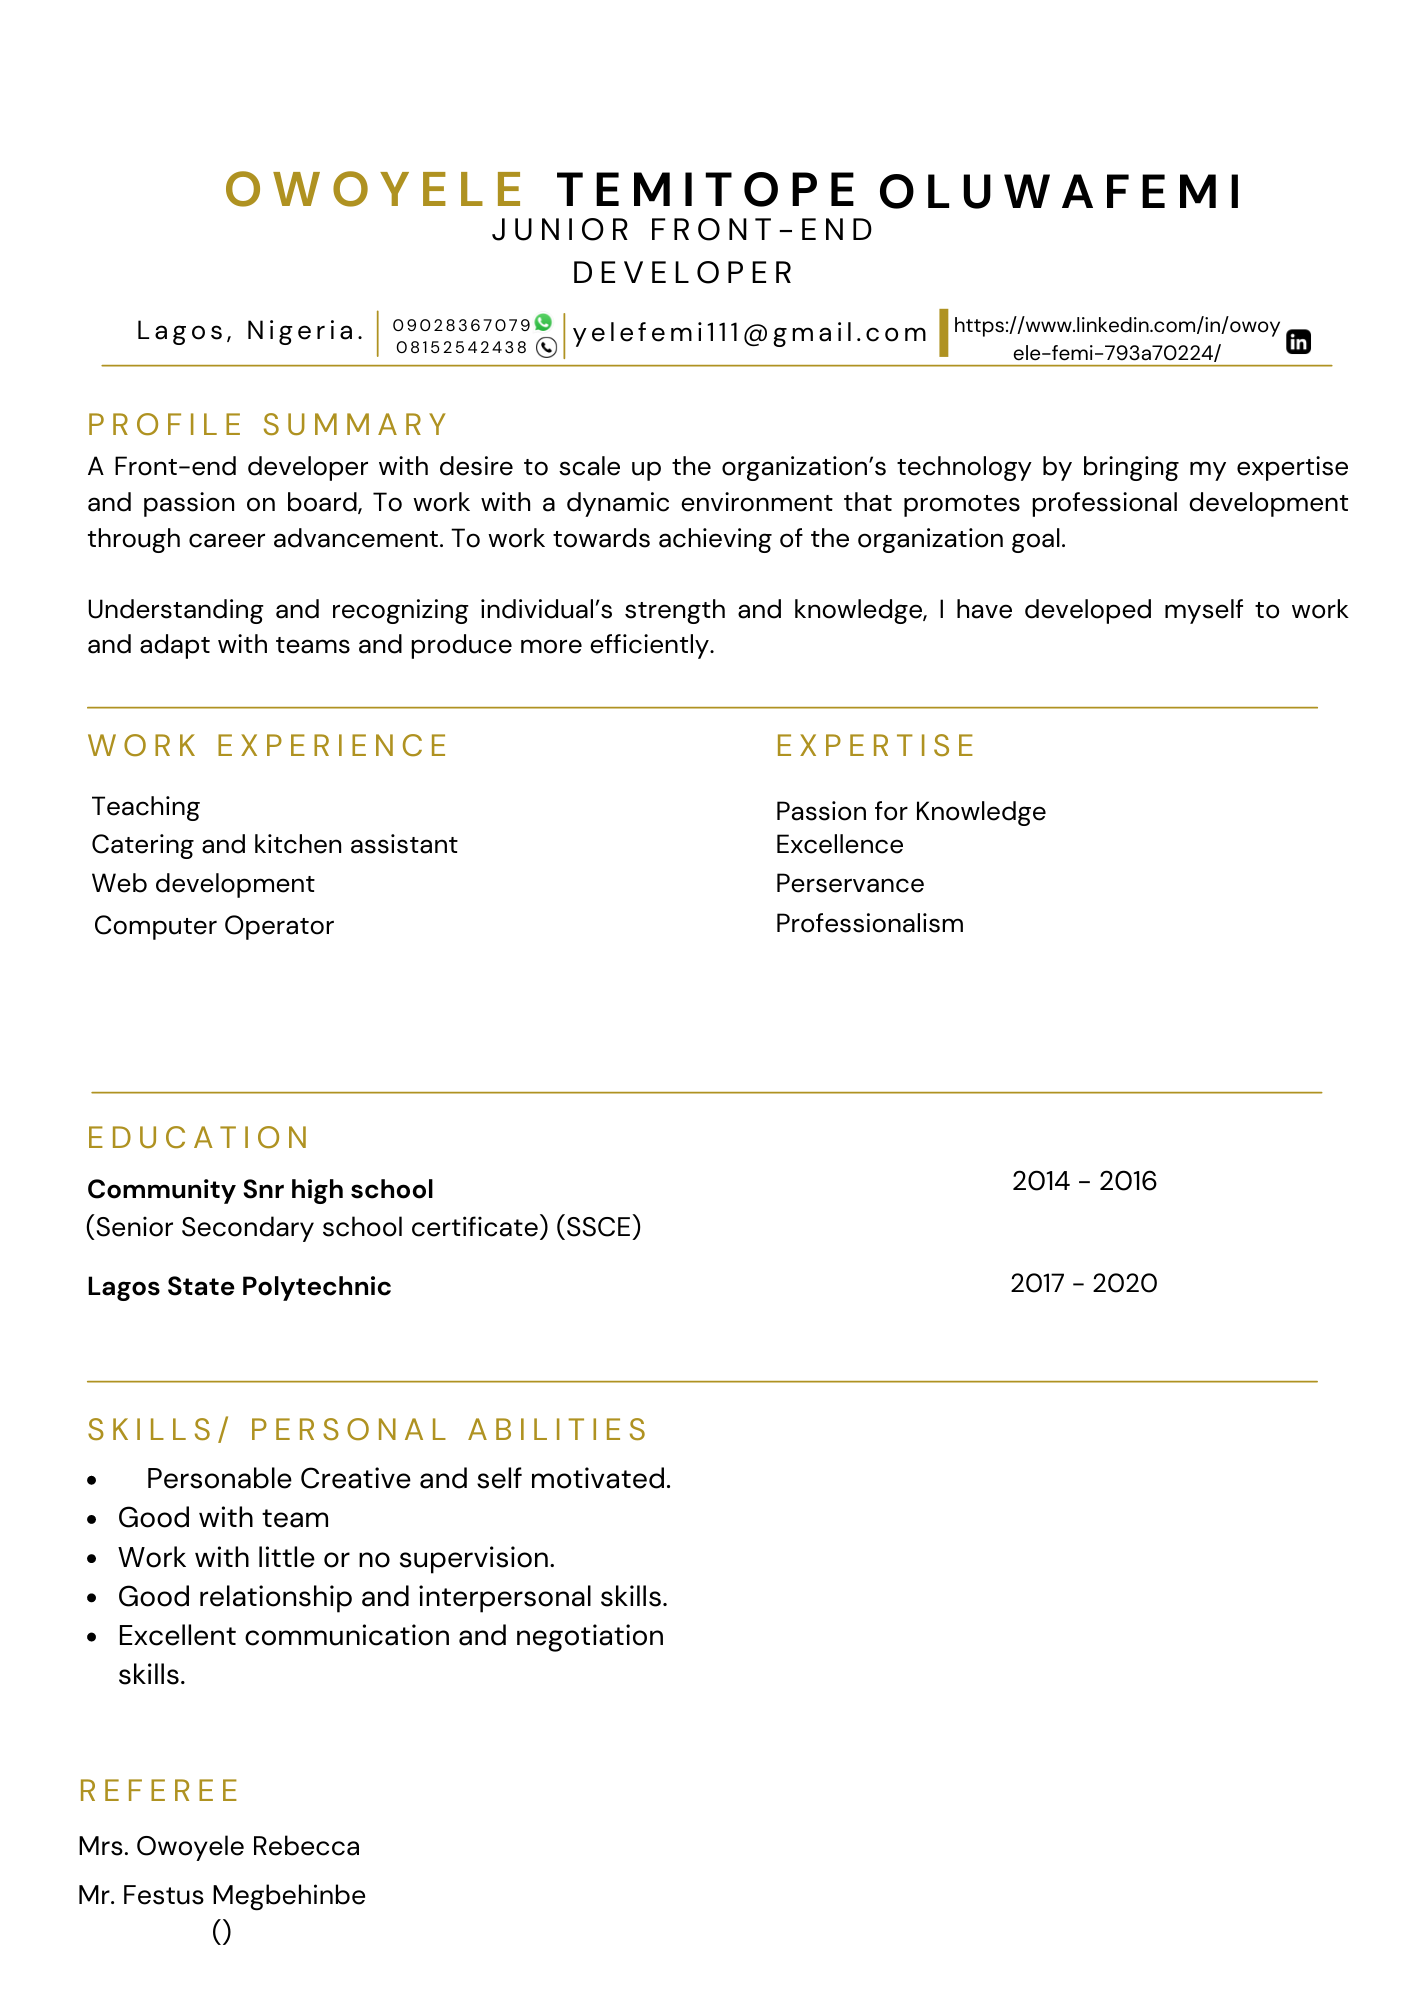 OWOYELE TEMITOPE OLUWAFEMI
JUNIOR FRONT-END
DEVELOPER
Lagos, Nigeria.
09028367079
08152542438
yelefemi111@gmail.com
https://www.linkedin.com/in/owoy
ele-femi-793a70224/
PROFILE SUMMARY
A Front-end developer with desire to scale up the organization’s technology by bringing my expertise
and passion on board, To work with a dynamic environment that promotes professional development
through career advancement. To work towards achieving of the organization goal.
Understanding and recognizing individual’s strength and knowledge, I have developed myself to work
and adapt with teams and produce more efficiently.
WORK EXPERIENCE
Teaching
Catering and kitchen assistant
Web development
Computer Operator
EXPERTISE
Passion for Knowledge
Excellence
Perservance
Professionalism
EDUCATION
Community Snr high school 2014 - 2016
(Senior Secondary school certificate) (SSCE)
Lagos State Polytechnic 2017 - 2020
SKILLS/ PERSONAL ABILITIES
• Personable Creative and self motivated.
• Good with team
• Work with little or no supervision.
• Good relationship and interpersonal skills.
• Excellent communication and negotiation
skills.
REFEREE
Mrs. Owoyele Rebecca
Mr. Festus Megbehinbe
()